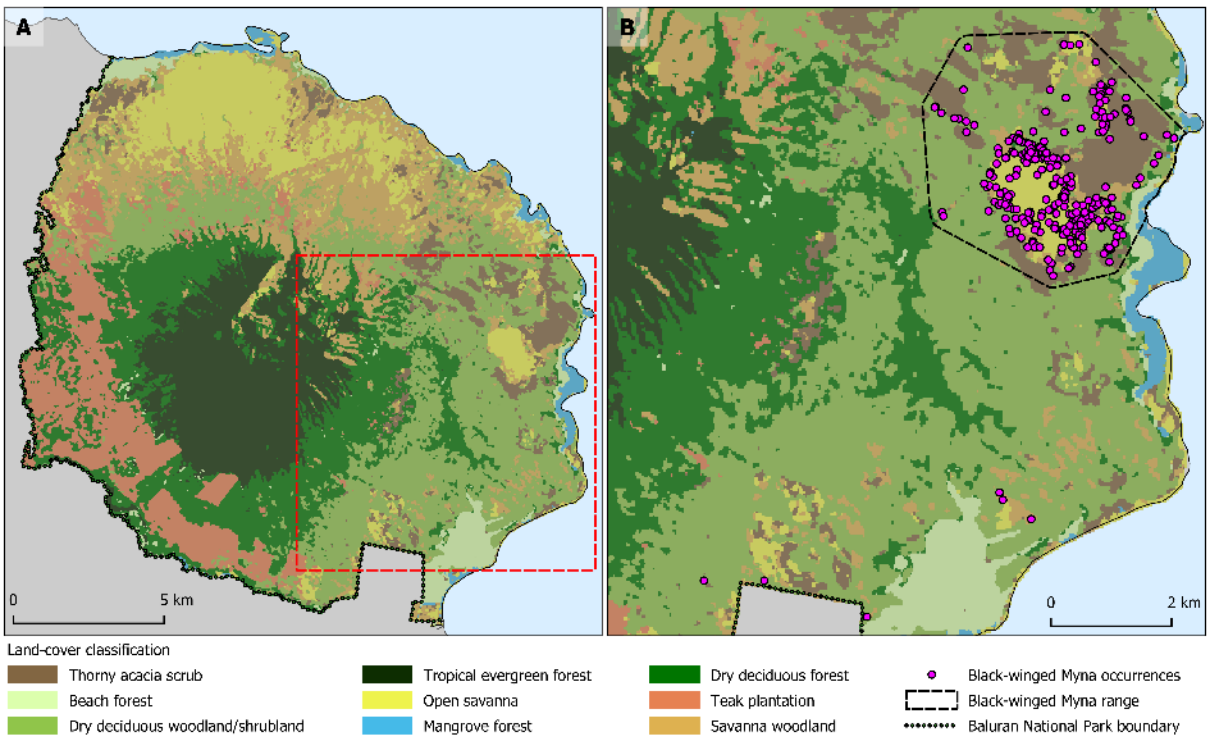 A
B
0 5 km
0 2 km
Land-cover classification
Thorny acacia scrub
Beach forest
Dry deciduous woodland/shrubland
Tropical evergreen forest
Open savanna
Mangrove forest
Dry deciduous forest
Teak plantation
Savanna woodland
Black-winged Myna occurrences
Black-winged Myna range
Baluran National Park boundary